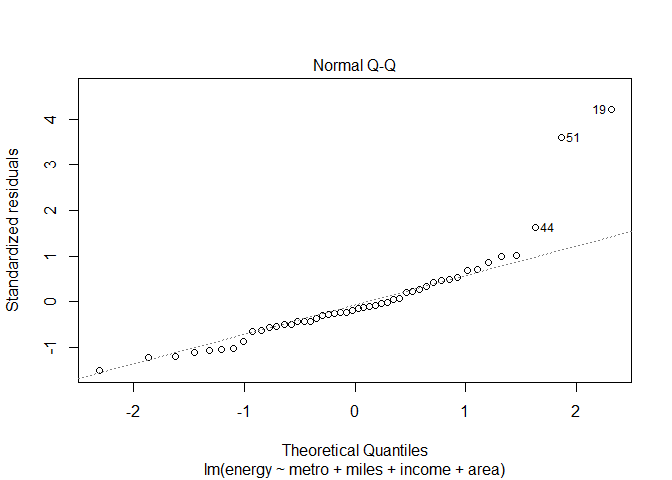 Normal Q-Q
Standardized residuals
4
3
2
1
0
-1
19
51
44
-2 -1 0 1 2
Theoretical Quantiles
lm(energy ~ metro + miles + income + area)